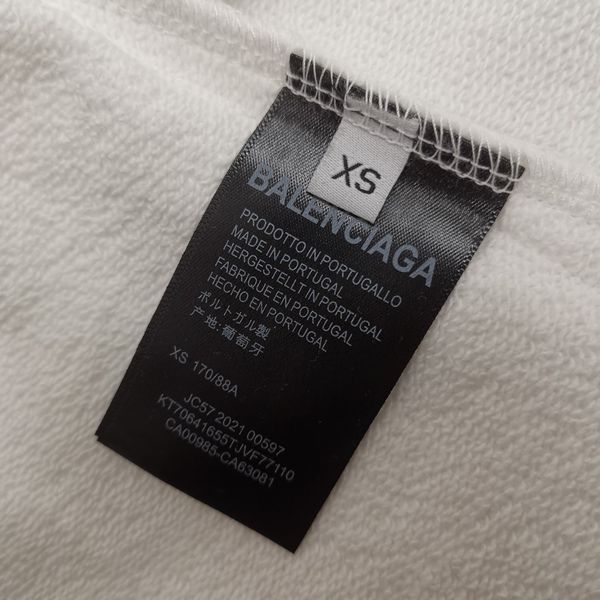 XS
BALENCIAGA
PRODOTTO IN PORTUGALLO
MADE IN PORTUGAL
HERGESTELLT IN PORTUGAL
FABRIQUE EN PORTUGAL
HECHO EN PORTUGAL
ポルトガル製
产地:葡萄牙
XS 170/88A
JC57 2021 00597
KT70641655TJVF77110
CA00985-CA63081